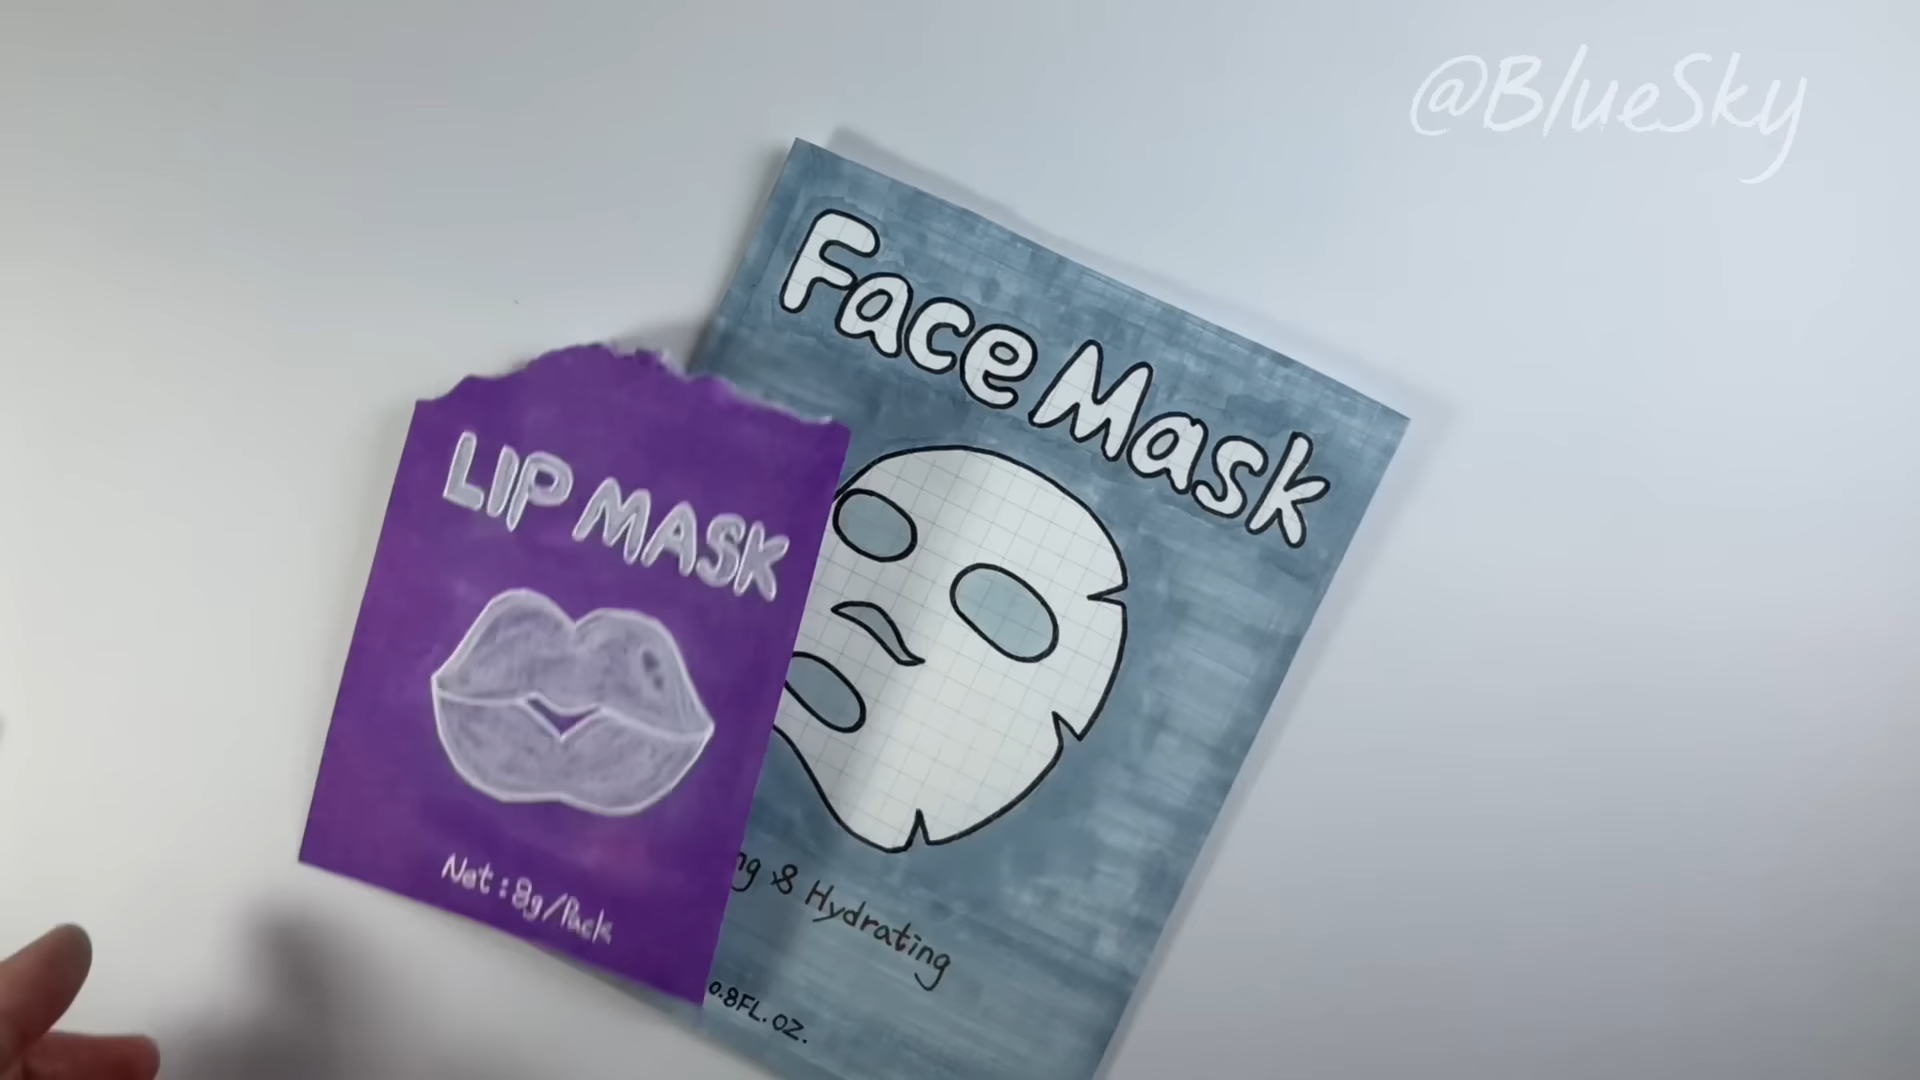 @BlueSky
Face Mask
LIP MASK
& Hydrating
Net: 8g/Pack
0.8FL. OZ.